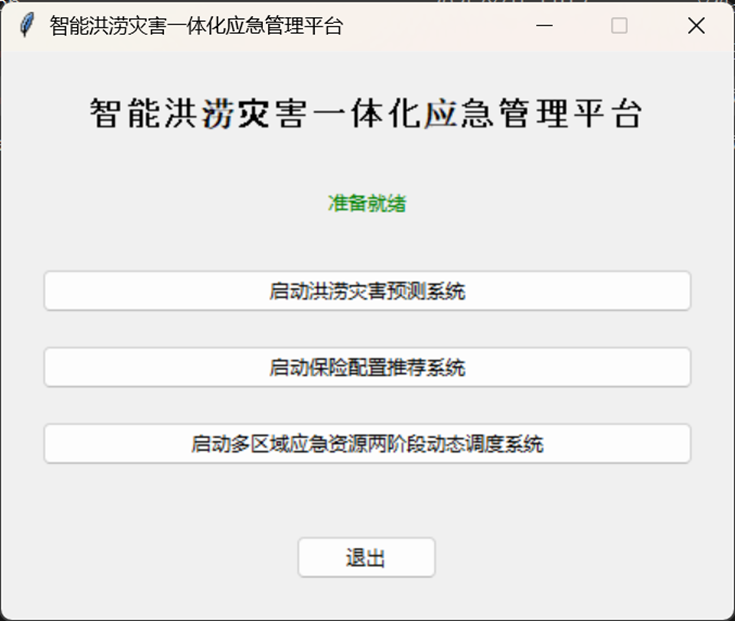 智能洪涝灾害一体化应急管理平台
智能洪涝灾害一体化应急管理平台
准备就绪
启动洪涝灾害预测系统
启动保险配置推荐系统
启动多区域应急资源两阶段动态调度系统
退出